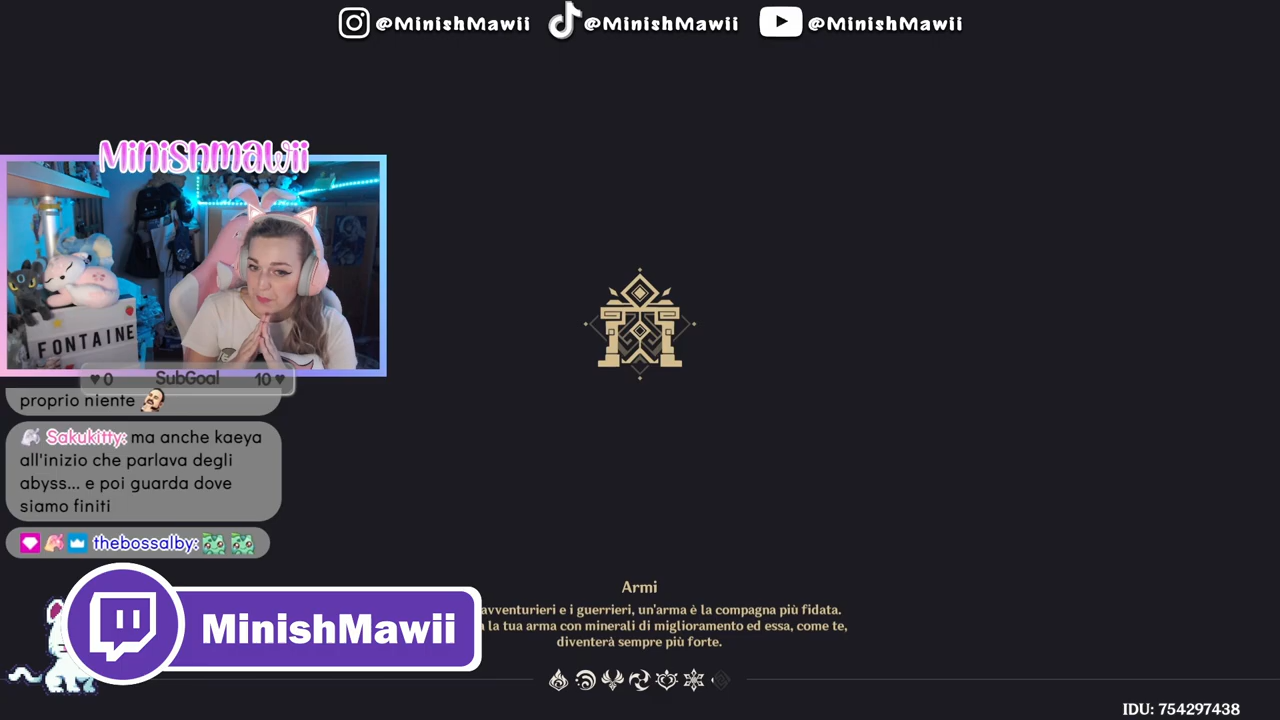 @MinishMawii @MinishMawii @MinishMawii
Minishmawii
FONTAINE
♥ 0 SubGoal 10 ♥
proprio niente
Sakukitty: ma anche kaeya
all'inizio che parlava degli
abyss... e poi guarda dove
siamo finiti
thebossalby:
MinishMawii
Armi
avventurieri e i guerrieri, un'arma è la compagna più fidata.
la tua arma con minerali di miglioramento ed essa, come te,
diventerà sempre più forte.
IDU: 754297438